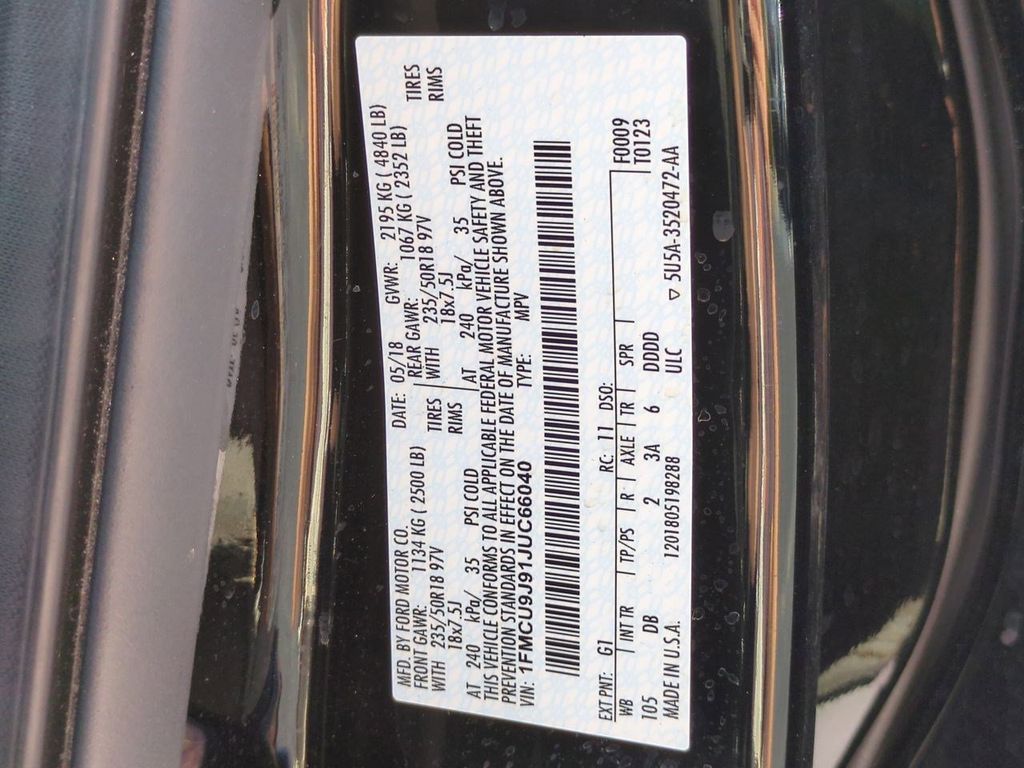 MFD. BY FORD MOTOR CO. DATE: 05/18 GVWR: 2195 KG ( 4840 LB)
FRONT GAWR: 1134 KG ( 2500 LB) REAR GAWR: 1067 KG ( 2352 LB)
WITH 235/50R18 97V TIRES WITH 235/50R18 97V TIRES
18x7.5J RIMS 18x7.5J RIMS
AT 240 kPa/ 35 PSI COLD AT 240 kPa/ 35 PSI COLD
THIS VEHICLE CONFORMS TO ALL APPLICABLE FEDERAL MOTOR VEHICLE SAFETY AND THEFT
PREVENTION STANDARDS IN EFFECT ON THE DATE OF MANUFACTURE SHOWN ABOVE.
VIN: 1FMCU9J91JUC66040 TYPE: MPV
EXT PNT: G1 RC: 11 DSO: F0009
WB INT TR TP/PS R AXLE TR SPR T0123
105 DB 2 3A 6 DDDD
MADE IN U.S.A. 120180519828​8 ULC ▽ 5U5A-3520472-AA